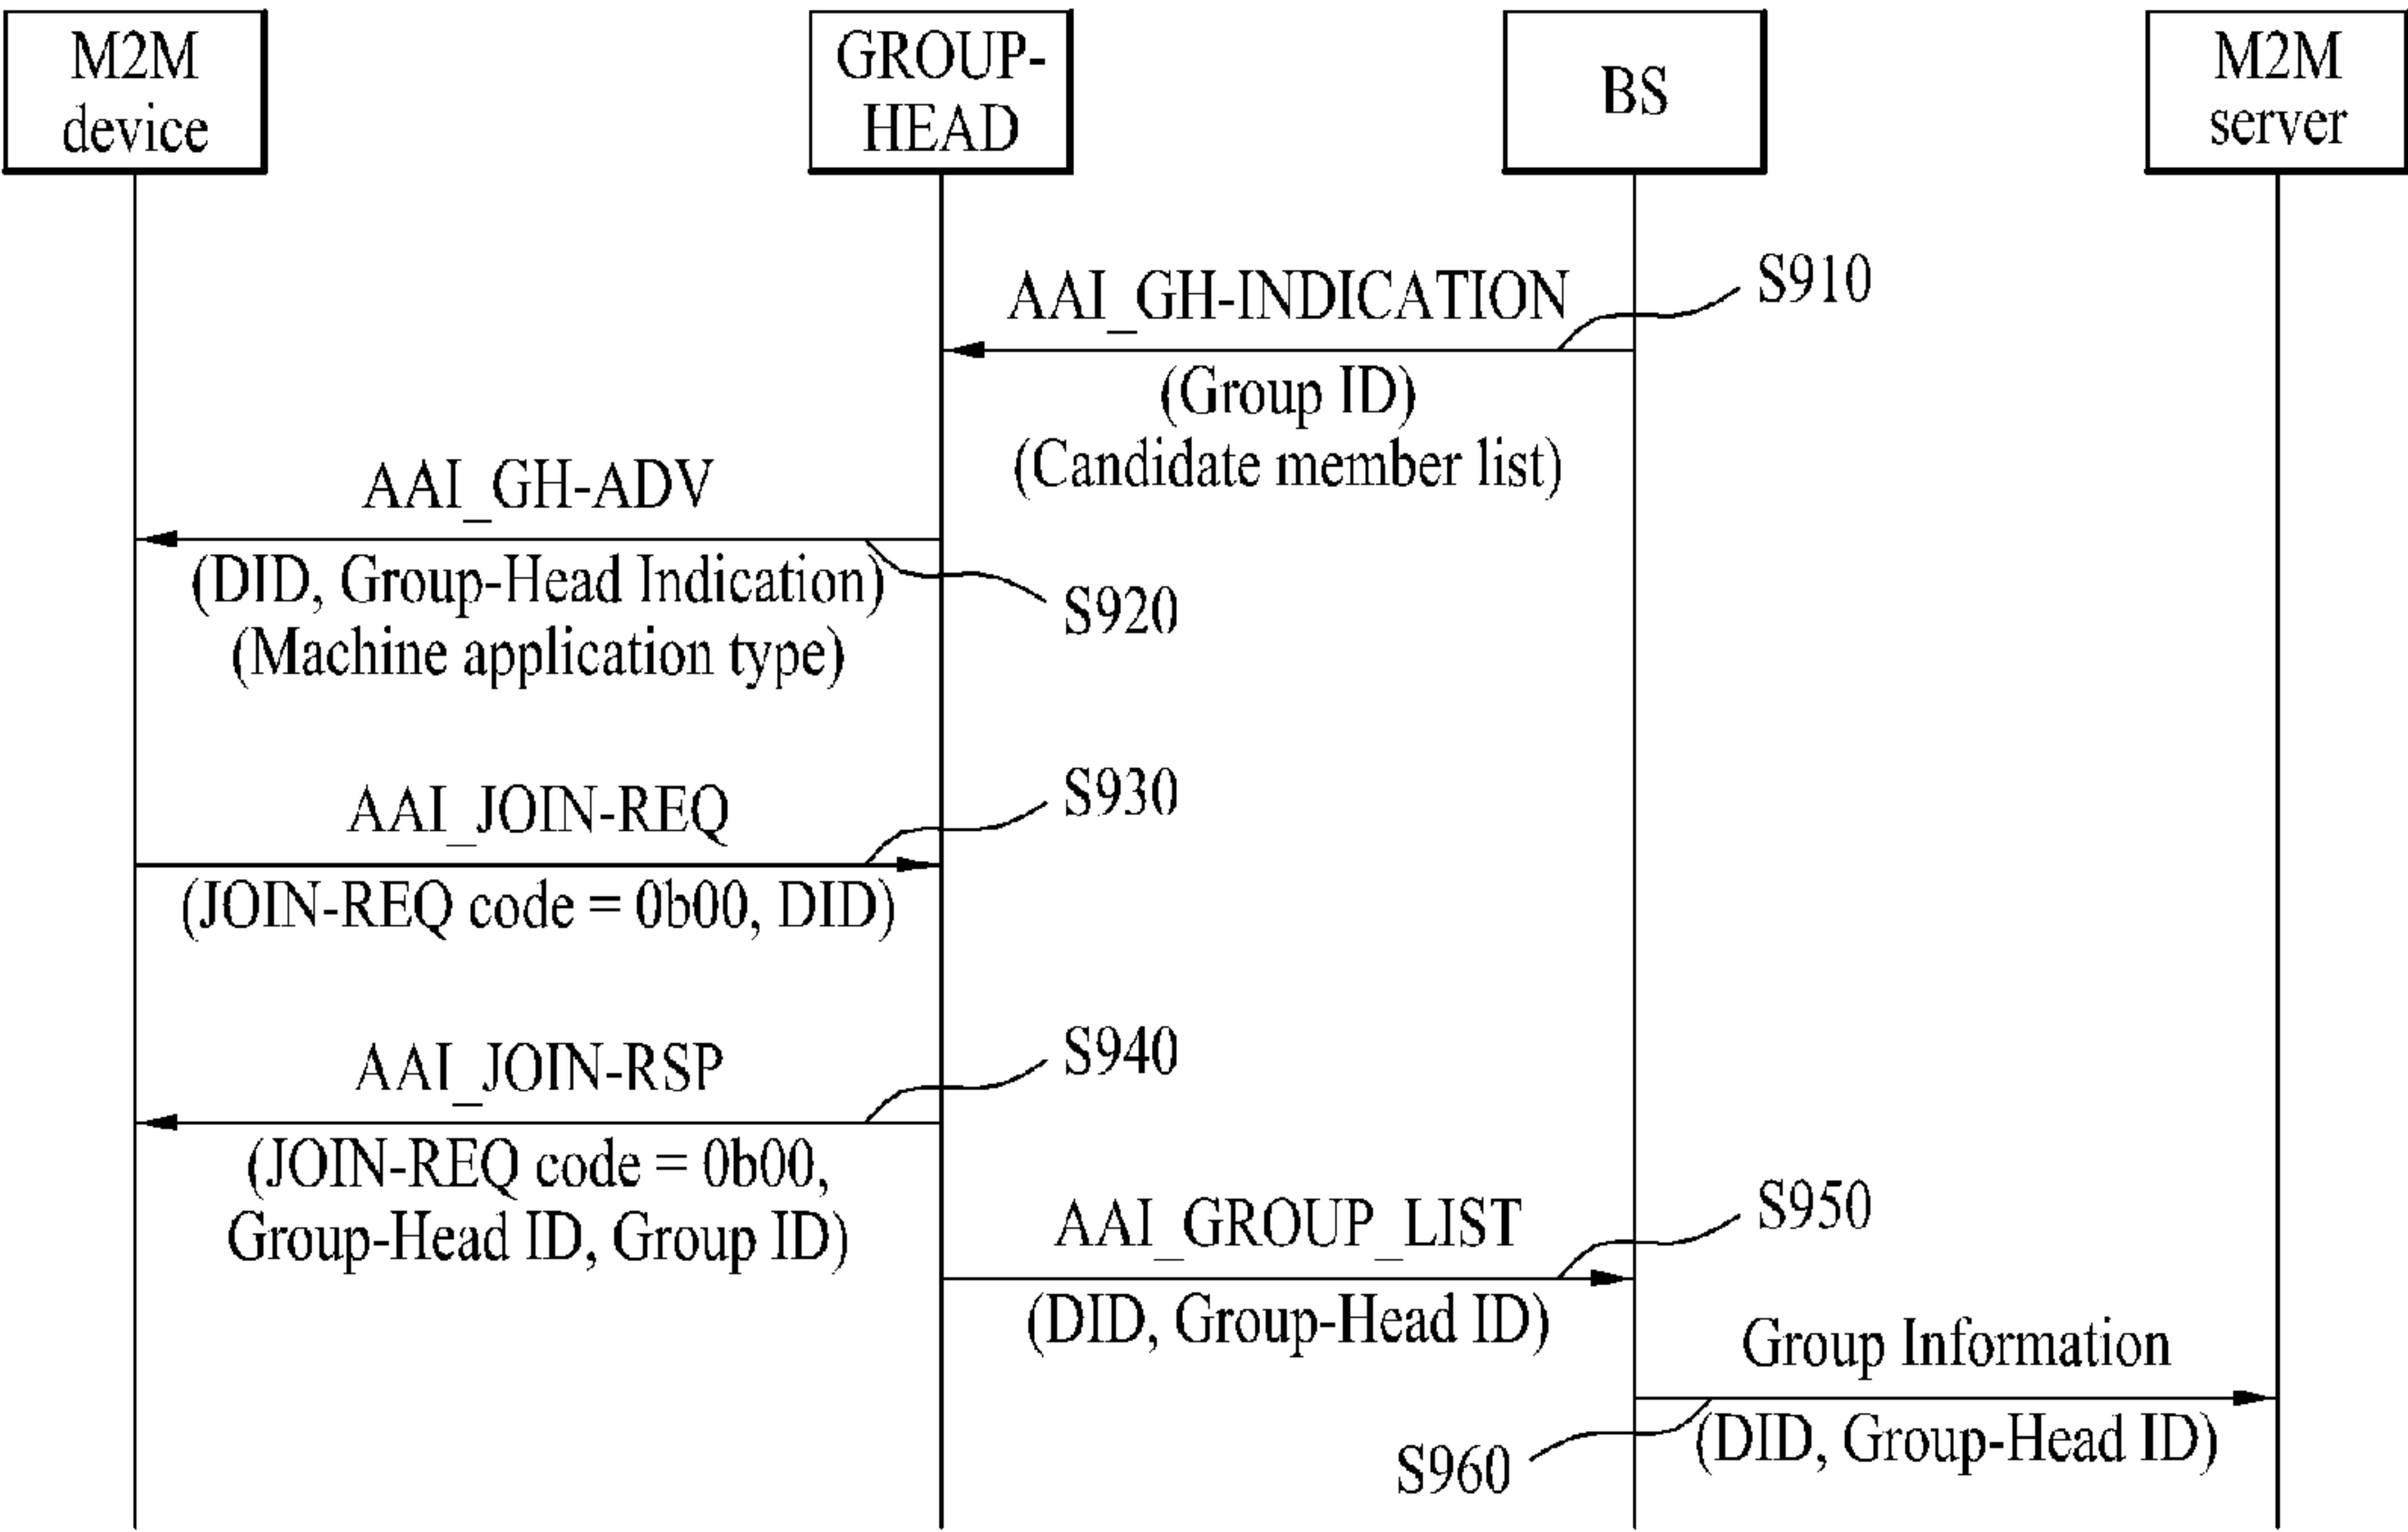 M2M
device
GROUP-
HEAD
BS
M2M
server
S910
AAI_GH-INDICATION
(Group ID)
(Candidate member list)
AAI_GH-ADV
(DID, Group-Head Indication)
S920
(Machine application type)
S930
AAI_JOIN-REQ
(JOIN-REQ code = 0b00, DID)
S940
AAI_JOIN-RSP
(JOIN-REQ code = 0b00,
Group-Head ID, Group ID)
S950
AAI_GROUP_LIST
(DID, Group-Head ID)
Group Information
(DID, Group-Head ID)
S960